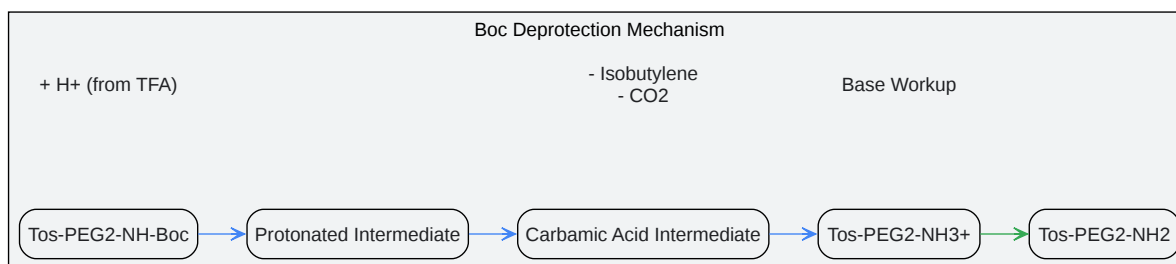 Boc Deprotection Mechanism
+ H+ (from TFA)
- Isobutylene
- CO2
Base Workup
Tos-PEG2-NH-Boc
Protonated Intermediate
Carbamic Acid Intermediate
Tos-PEG2-NH3+
Tos-PEG2-NH2